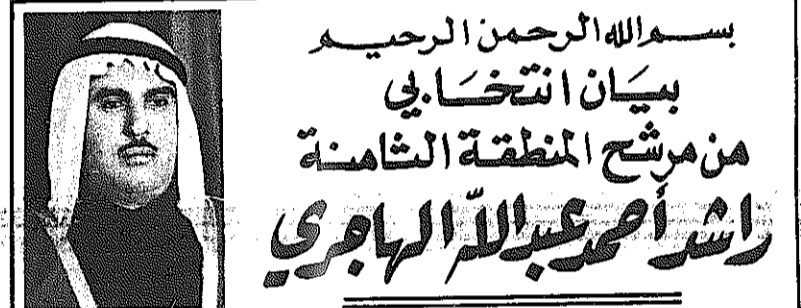 بسم الله الرحمن الرحيم
بيان انتخابي
من مرشح المنطقة الثامنة
راشد أحمد عبدالله الهاجري